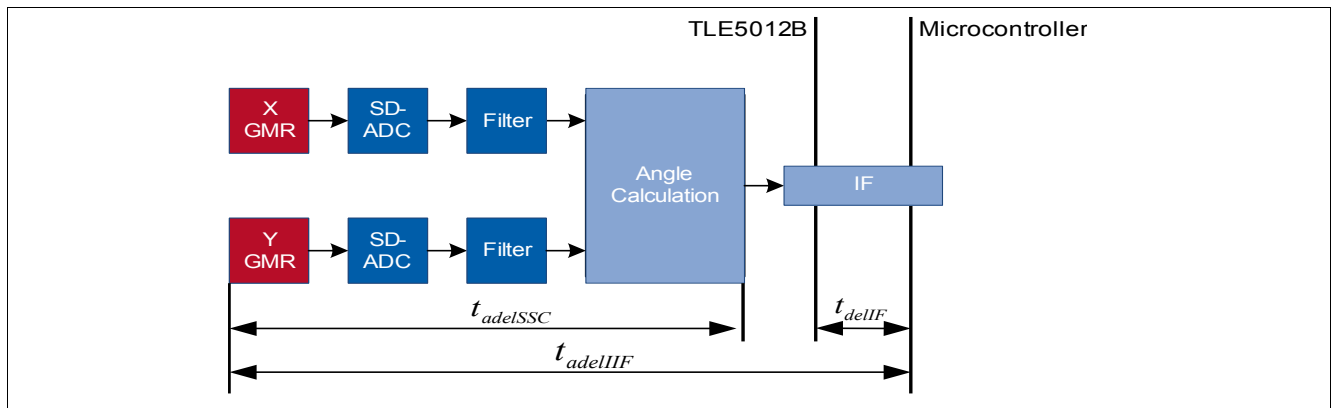 TLE5012B
Microcontroller
X
GMR
SD-
ADC
Filter
Angle
Calculation
IF
Y
GMR
SD-
ADC
Filter
t_adelSSC
t_delIF
t_adelIIF